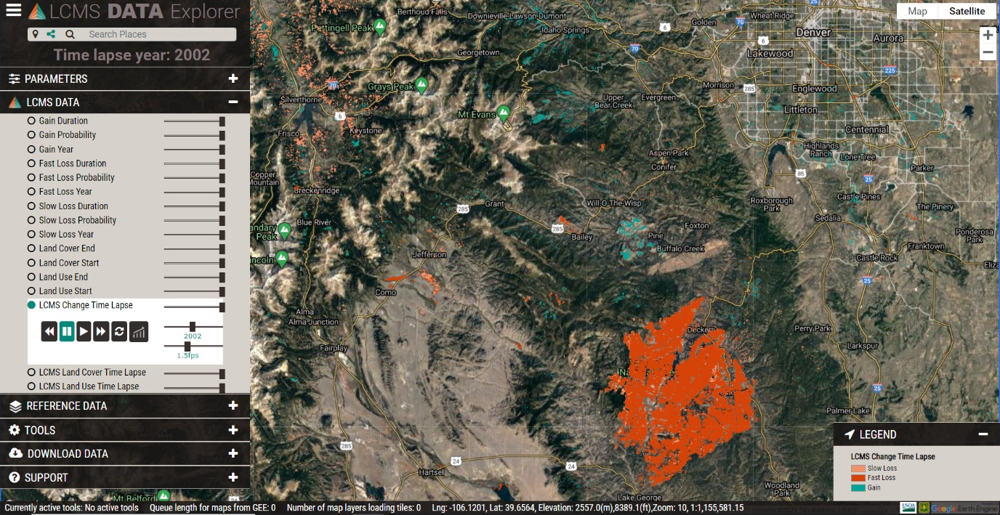 LCMS DATA Explorer
Search Places
Time lapse year: 2002
PARAMETERS
LCMS DATA
Gain Duration
Gain Probability
Gain Year
Fast Loss Duration
Fast Loss Probability
Fast Loss Year
Slow Loss Duration
Slow Loss Probability
Slow Loss Year
Land Cover End
Land Cover Start
Land Use End
Land Use Start
LCMS Change Time Lapse
2002
1.5fps
LCMS Land Cover Time Lapse
LCMS Land Use Time Lapse
REFERENCE DATA
TOOLS
DOWNLOAD DATA
SUPPORT
Map
Satellite
Berthoud Falls
Downieville-Lawson-Dumont
Wheat Ridge
25
Pettingell Peak
Idaho Springs
6
Golden
70
Denver
6
Aurora
70
Georgetown
Lakewood
225
Grays Peak
70
Morrison
285
Englewood
Silverthorne
6
Upper
Bear Creek
Evergreen
Littleton
Mt Evans
Frisco
Keystone
Centennial
Highlands
Ranch
Lone Tree
Aspen Park
Conifer
Parker
Copper
Mountain
85
25
Breckenridge
Castle Pines
Grant
Will-O-The-Wisp
Roxborough
Park
285
The Pinery
Blue River
Sedalia
Foxton
andary
Peak
285
Bailey
Pine
Ponderosa
Park
Buffalo Creek
Franktown
Jefferson
ncoln
Castle Rock
Eliza
25
Como
Alma
Alma Junction
Deckers
Perry Park
Fairplay
Larkspur
Na
25
Palmer Lake
285
24
24
Hartsel
Woodland
Park
Lake George
Mt Belford
LEGEND
LCMS Change Time Lapse
Slow Loss
Fast Loss
Gain
Currently active tools: No active tools
Queue length for maps from GEE: 0
Number of map layers loading tiles: 0
Lng: -106.1201, Lat: 39.6564, Elevation: 2557.0(m),8389.1(ft),Zoom: 10, 1:1,155,581.15
USDA
Google Earth Engine